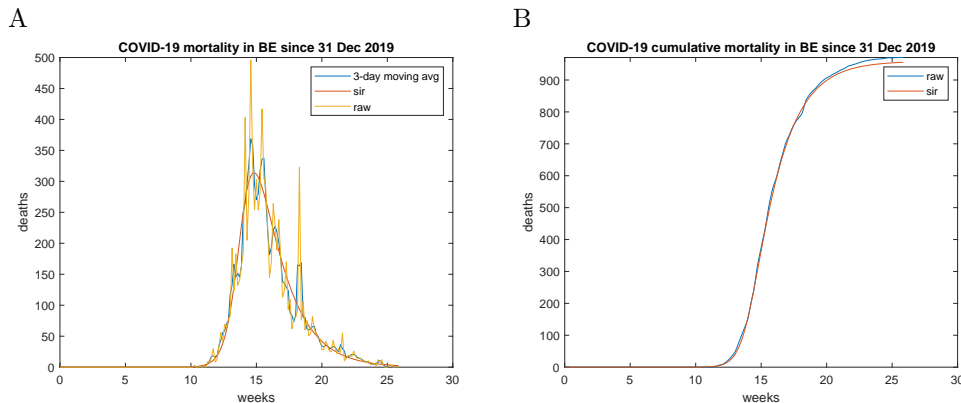 A
COVID-19 mortality in BE since 31 Dec 2019
500
450
400
350
300
250
200
150
100
50
0
deaths
0 5 10 15 20 25 30
weeks
3-day moving avg
sir
raw
B
COVID-19 cumulative mortality in BE since 31 Dec 2019
900
800
700
600
500
400
300
200
100
0
deaths
0 5 10 15 20 25 30
weeks
raw
sir